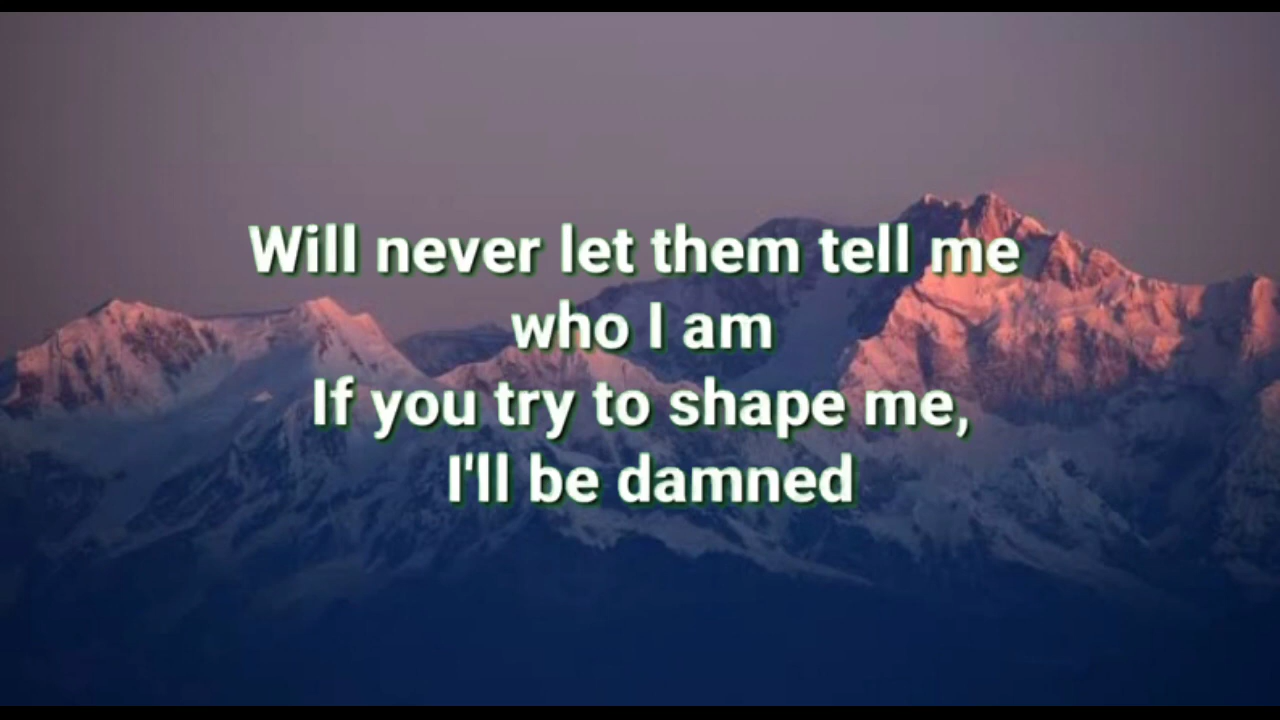 Will never let them tell me
who I am
If you try to shape me,
I'll be damned